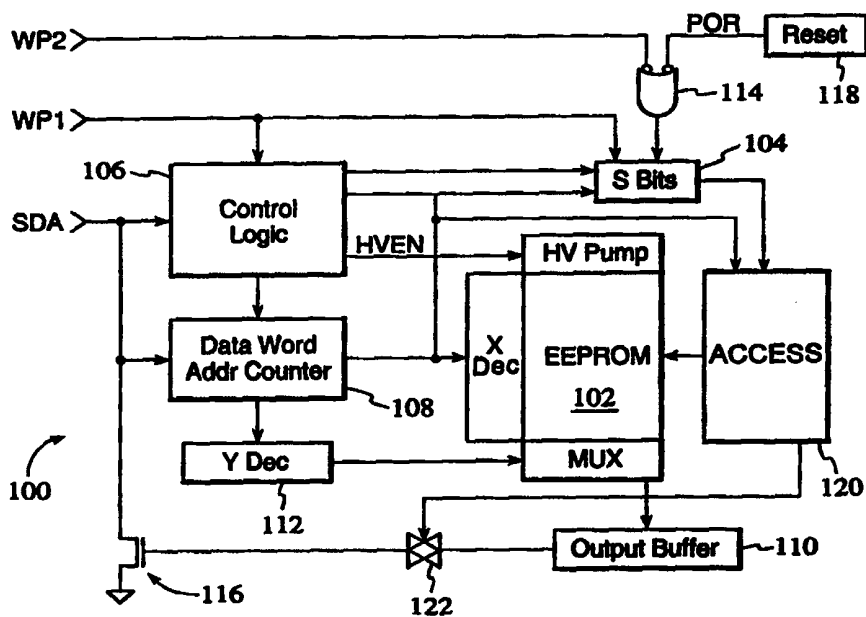 WP2
POR
Reset
118
114
WP1
106
104
S Bits
Control
Logic
SDA
HVEN
HV Pump
X
Dec
EEPROM
102
ACCESS
Data Word
Addr Counter
108
100
Y Dec
112
MUX
120
Output Buffer
110
116
122